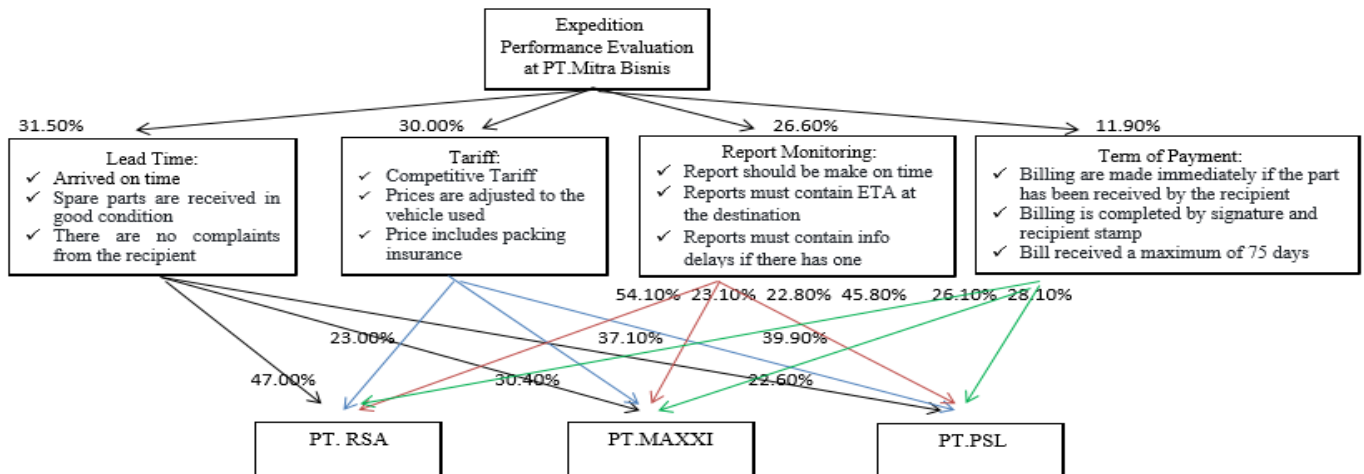 Expedition
Performance Evaluation
at PT.Mitra Bisnis
31.50%
30.00%
26.60%
11.90%
Lead Time:
✓ Arrived on time
✓ Spare parts are received in
good condition
✓ There are no complaints
from the recipient
Tariff:
✓ Competitive Tariff
✓ Prices are adjusted to the
vehicle used
✓ Price includes packing
insurance
Report Monitoring:
✓ Report should be make on time
✓ Reports must contain ETA at
the destination
✓ Reports must contain info
delays if there has one
Term of Payment:
✓ Billing are made immediately if the part
has been received by the recipient
✓ Billing is completed by signature and
recipient stamp
✓ Bill received a maximum of 75 days
54.10% 23.10% 22.80% 45.80% 26.10% 28.10%
23.00% 37.10% 39.90%
47.00% 30.40% 22.60%
PT. RSA
PT.MAXXI
PT.PSL